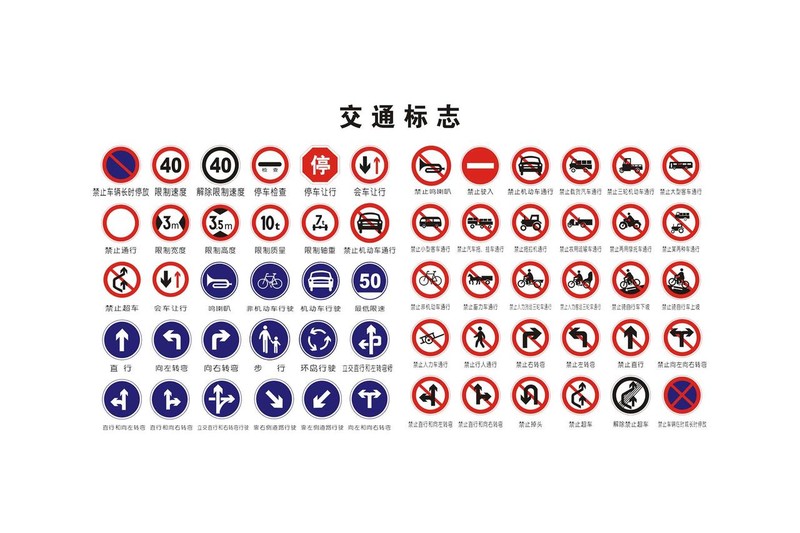 交通标志
40
40
检查
停
禁止车辆长时停放
限制速度
解除限制速度
停车检查
停车让行
会车让行
3m
3.5m
10t
7t
禁止通行
限制宽度
限制高度
限制质量
限制轴重
禁止机动车通行
50
禁止超车
会车让行
鸣喇叭
非机动车行驶
机动车行驶
最低限速
直行
向左转弯
向右转弯
步行
环岛行驶
立交直行和左转弯行驶
直行和向左转弯
直行和向右转弯
立交直行和右转弯行驶
靠右侧道路行驶
靠左侧道路行驶
向左和向右转弯
禁止鸣喇叭
禁止驶入
禁止机动车通行
禁止载货汽车通行
禁止三轮机动车通行
禁止大型客车通行
禁止小型客车通行
禁止汽车拖、挂车通行
禁止拖拉机通行
禁止农用运输车通行
禁止两轮摩托车通行
禁止某两种车通行
禁止非机动车通行
禁止畜力车通行
禁止人力货运三轮车通行
禁止人力客运三轮车通行
禁止骑自行车下坡
禁止骑自行车上坡
禁止人力车通行
禁止行人通行
禁止右转弯
禁止左转弯
禁止直行
禁止向左向右转弯
禁止直行和向左转弯
禁止直行和向右转弯
禁止掉头
禁止超车
解除禁止超车
禁止车辆临时或长时停放